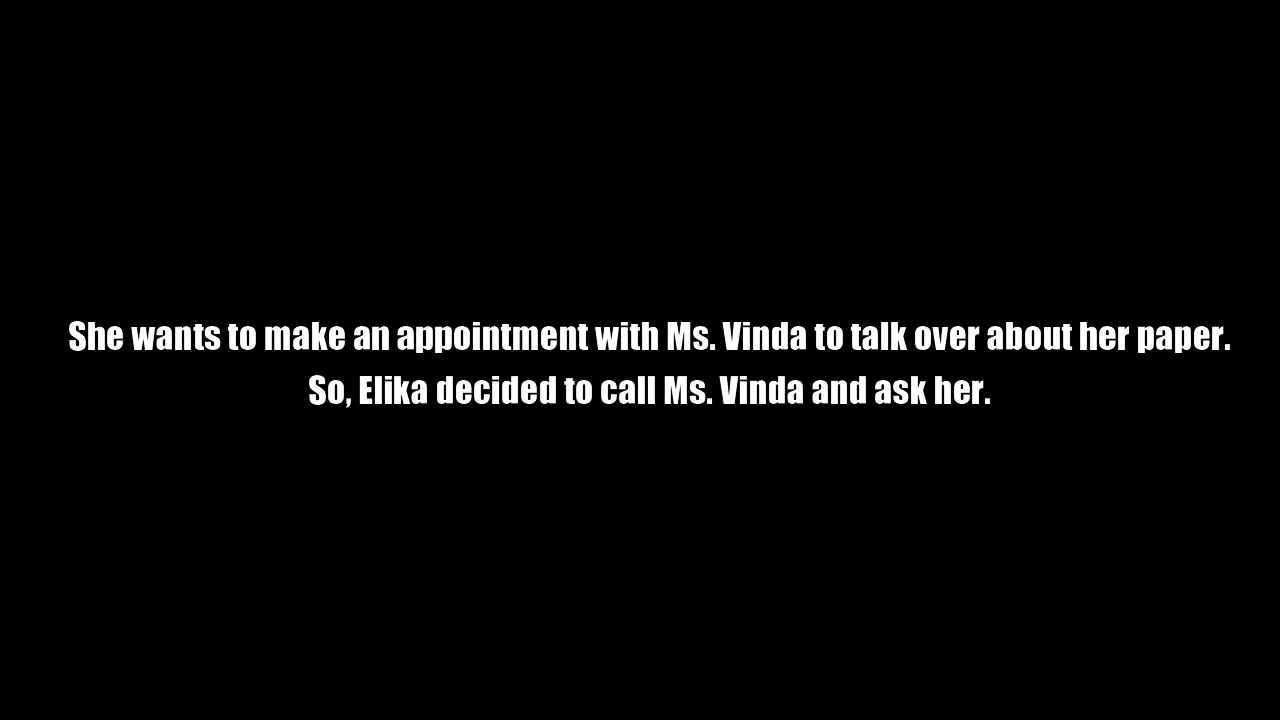 She wants to make an appointment with Ms. Vinda to talk over about her paper.
So, Elika decided to call Ms. Vinda and ask her.